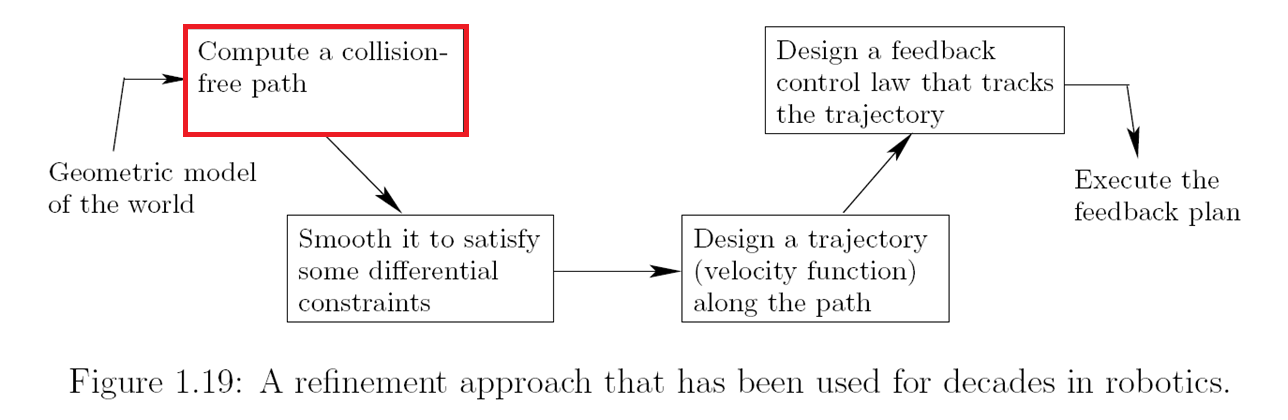 Compute a collision-
free path
Geometric model
of the world
Smooth it to satisfy
some differential
constraints
Design a trajectory
(velocity function)
along the path
Design a feedback
control law that tracks
the trajectory
Execute the
feedback plan
Figure 1.19: A refinement approach that has been used for decades in robotics.